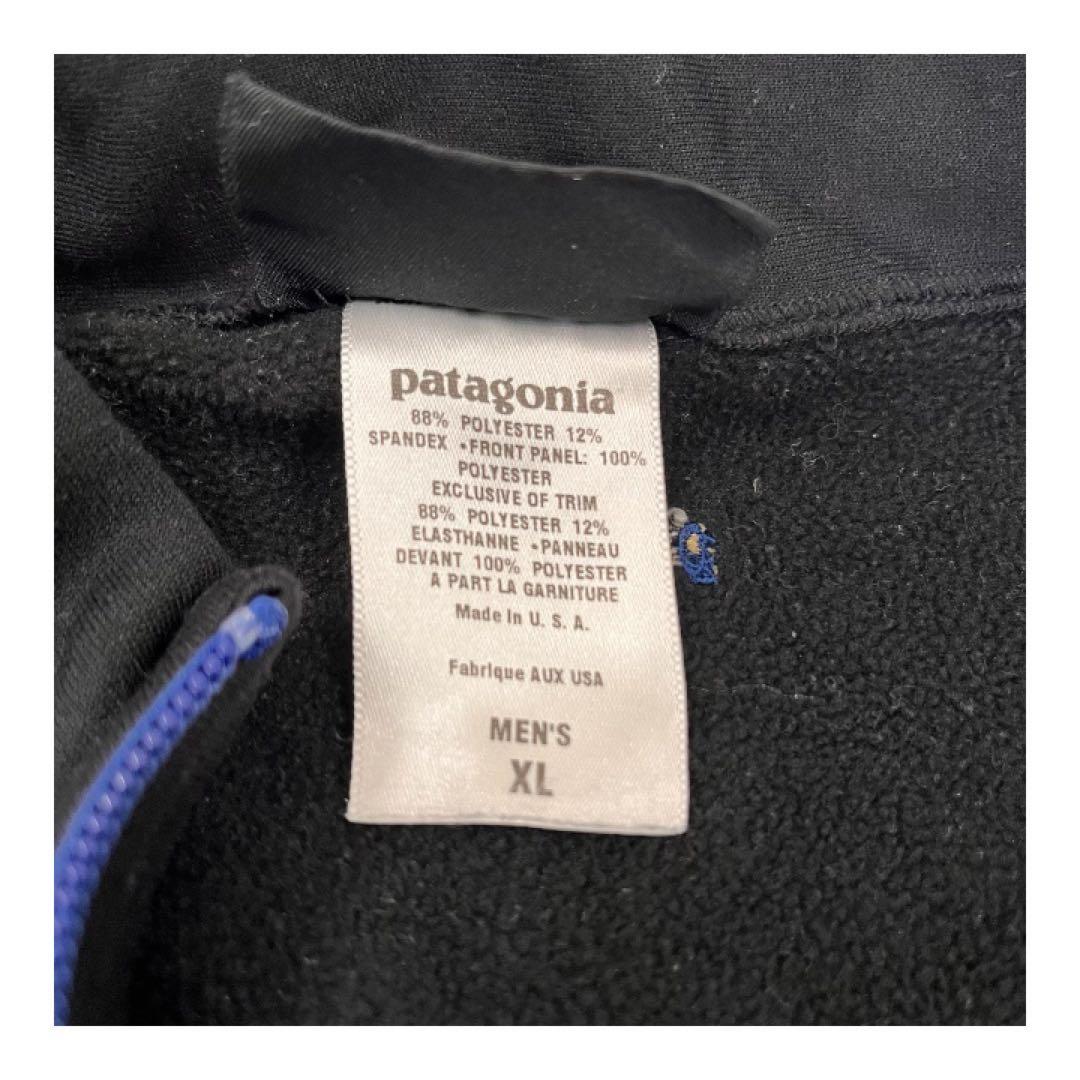 patagonia
88% POLYESTER 12%
SPANDEX •FRONT PANEL: 100%
POLYESTER
EXCLUSIVE OF TRIM
88% POLYESTER 12%
ELASTHANNE •PANNEAU
DEVANT 100% POLYESTER
A PART LA GARNITURE
Made In U. S. A.
Fabrique AUX USA
MEN'S
XL